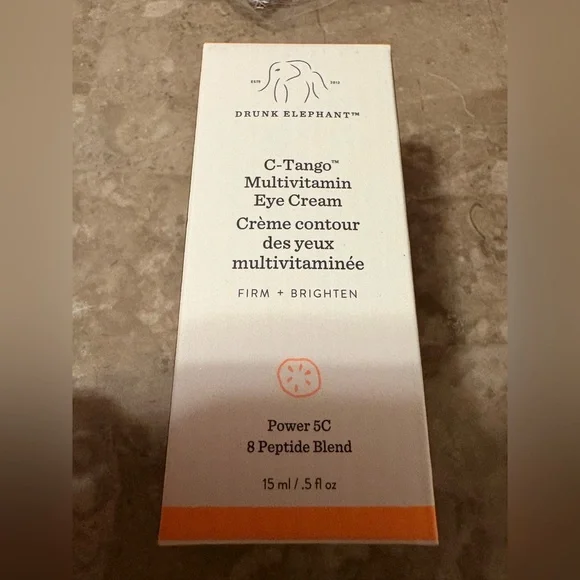 ESTD 2012
DRUNK ELEPHANT™
C-Tango™
Multivitamin
Eye Cream
Crème contour
des yeux
multivitaminée
FIRM + BRIGHTEN
Power 5C
8 Peptide Blend
15 ml / .5 fl oz